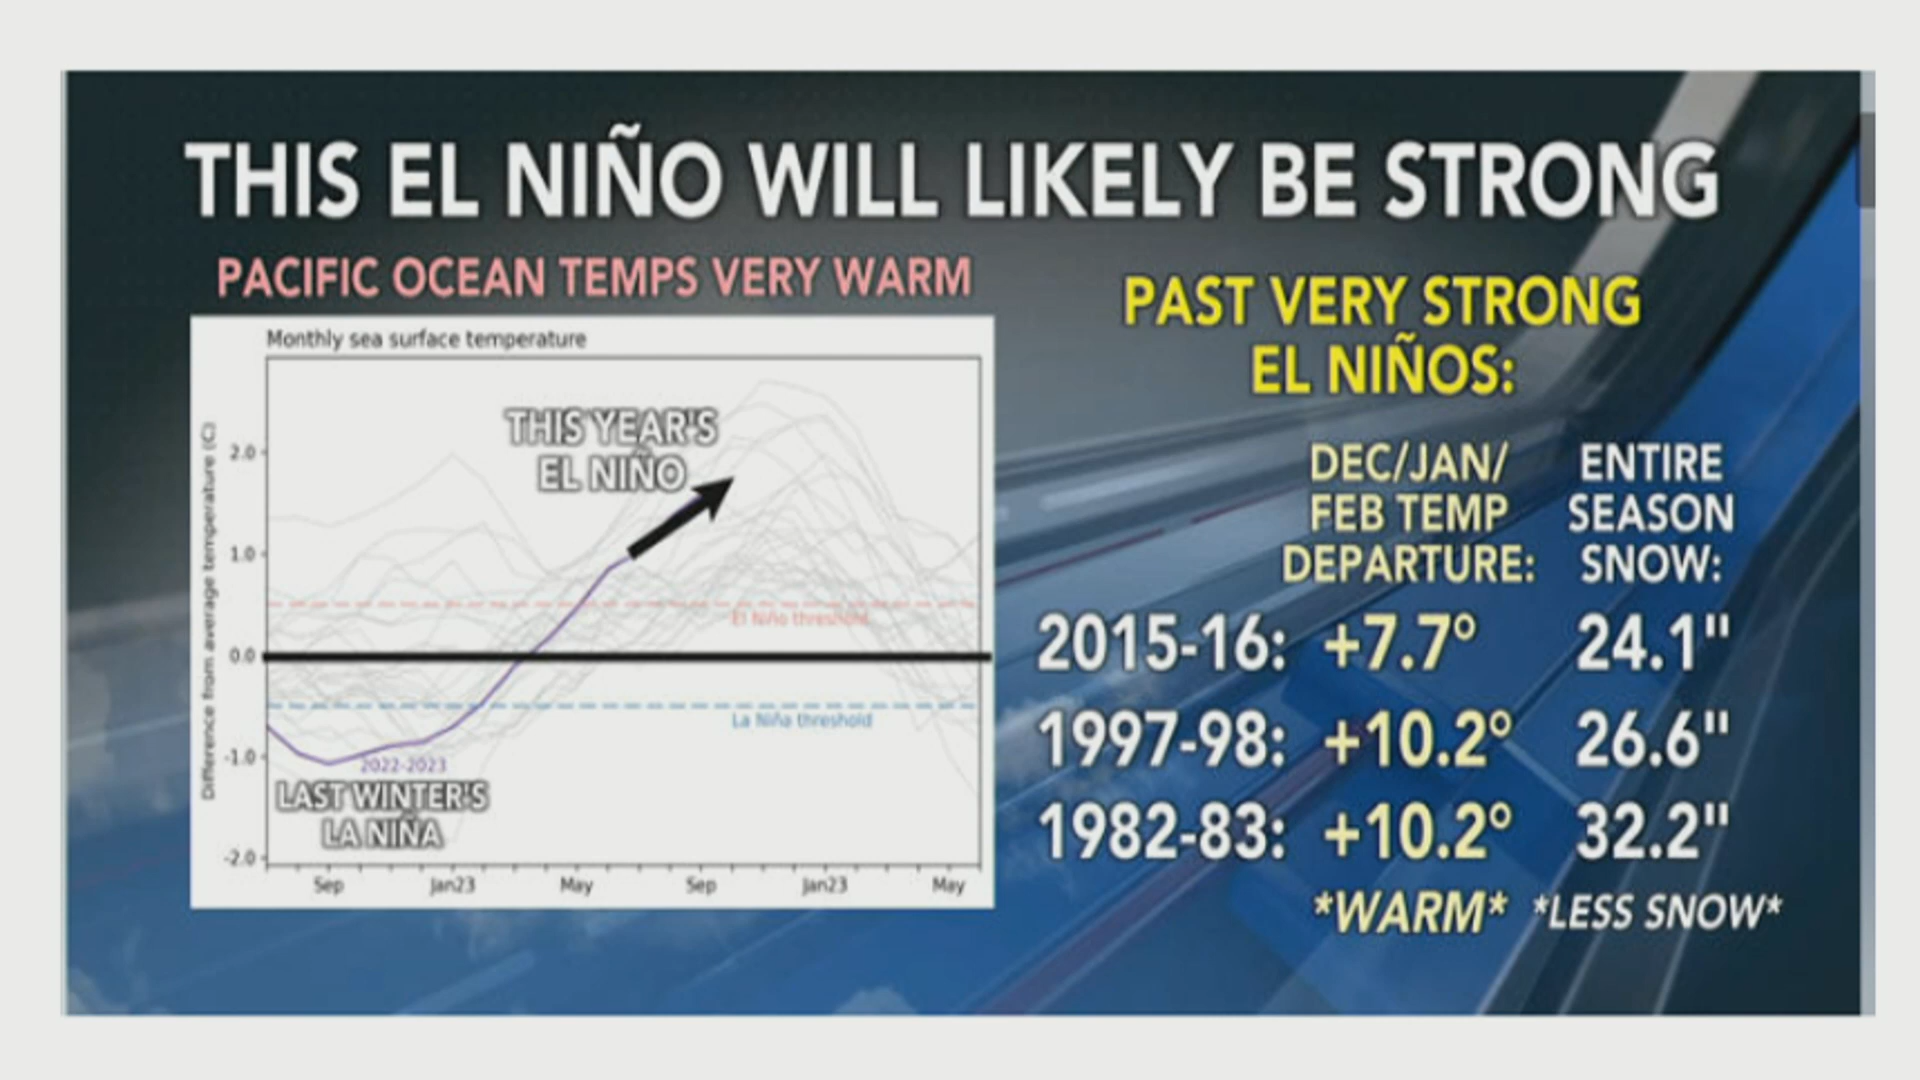 THIS EL NIÑO WILL LIKELY BE STRONG
PACIFIC OCEAN TEMPS VERY WARM
Monthly sea surface temperature
Difference from average temperature (C)
2.0
1.0
0.0
-1.0
-2.0
THIS YEAR'S
EL NIÑO
El Niño threshold
La Niña threshold
2022-2023
LAST WINTER'S
LA NIÑA
Sep Jan23 May Sep Jan23 May
PAST VERY STRONG
EL NIÑOS:
DEC/JAN/
FEB TEMP
DEPARTURE:
ENTIRE
SEASON
SNOW:
2015-16: +7.7° 24.1"
1997-98: +10.2° 26.6"
1982-83: +10.2° 32.2"
*WARM* *LESS SNOW*